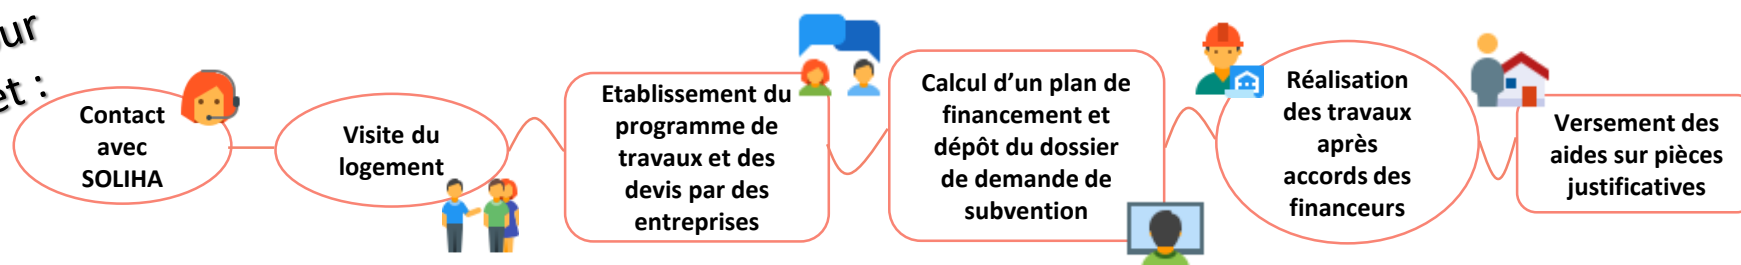 et :
Contact
avec
SOLIHA
Visite du
logement
Etablissement du
programme de
travaux et des
devis par des
entreprises
Calcul d’un plan de
financement et
dépôt du dossier
de demande de
subvention
Réalisation
des travaux
après
accords des
financeurs
Versement des
aides sur pièces
justificatives